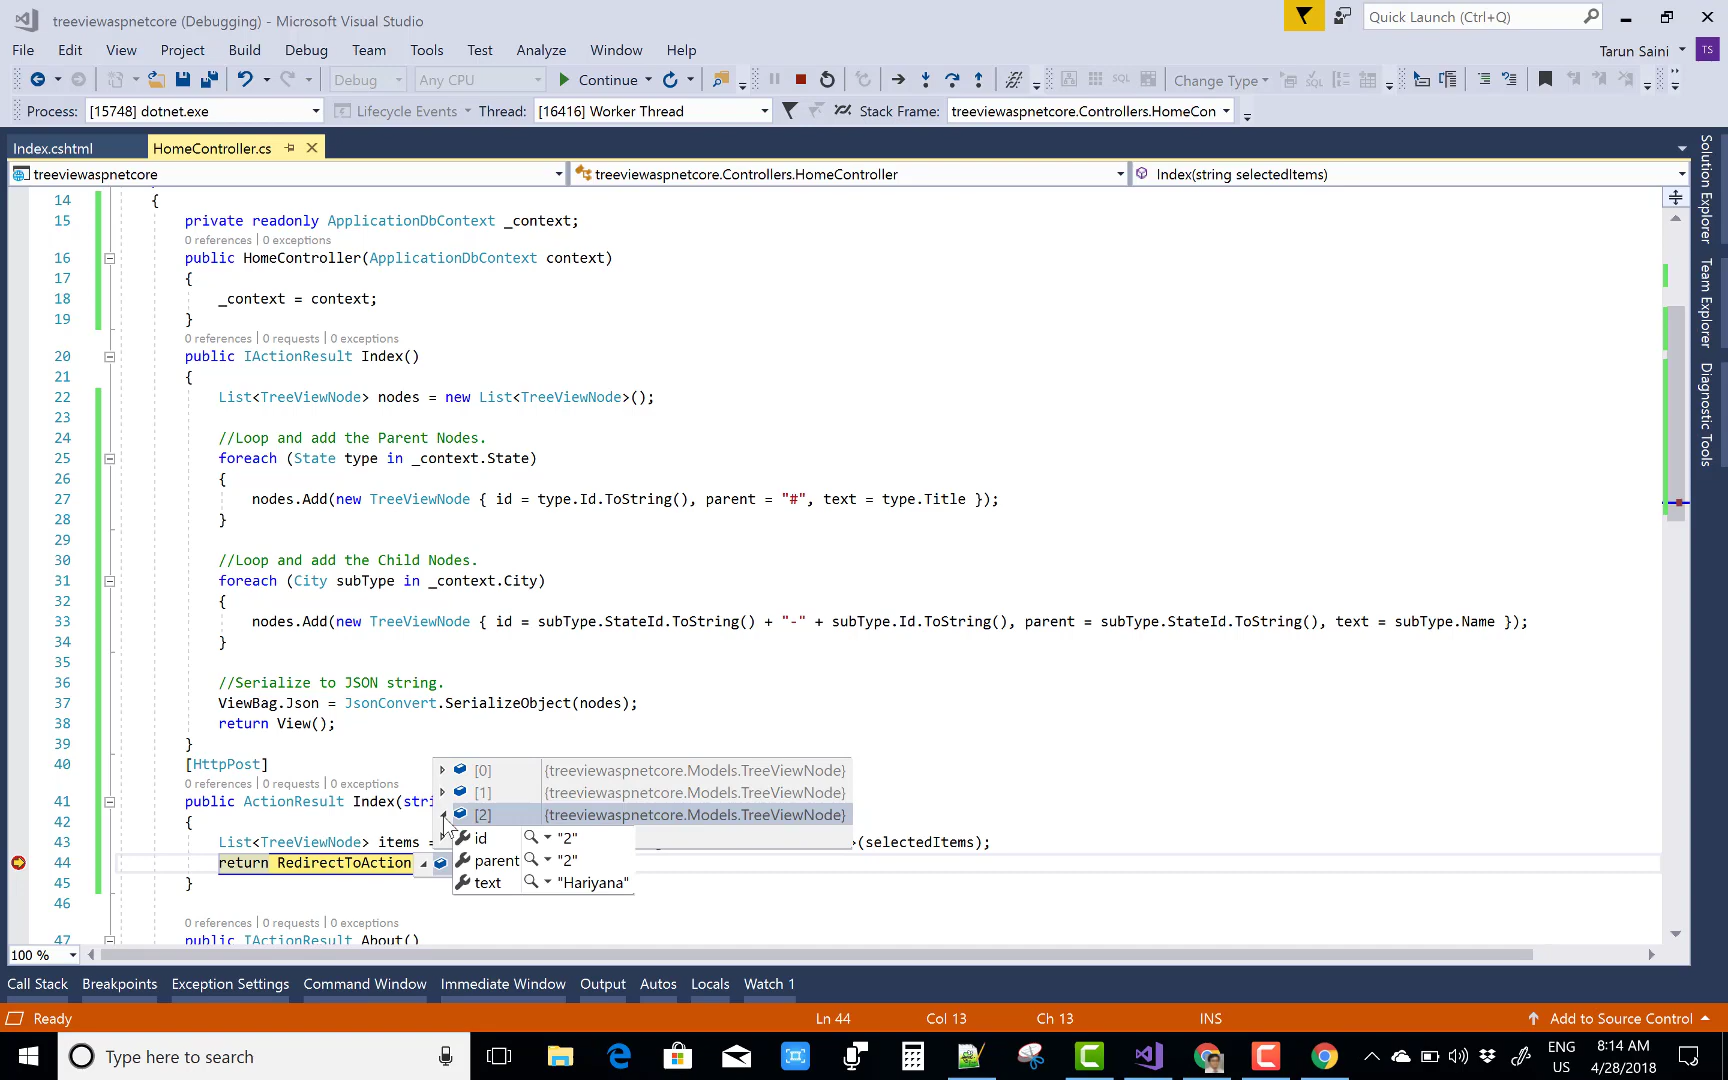 treeviewaspnetcore (Debugging) - Microsoft Visual Studio
Quick Launch (Ctrl+Q)
File Edit View Project Build Debug Team Tools Test Analyze Window Help
Tarun Saini TS
Debug Any CPU Continue SQL Change Type SQL
Process: [15748] dotnet.exe Lifecycle Events Thread: [16416] Worker Thread Stack Frame: treeviewaspnetcore.Controllers.HomeCon
Index.cshtml HomeController.cs
treeviewaspnetcore treeviewaspnetcore.Controllers.HomeController Index(string selectedItems)
14 {
15 private readonly ApplicationDbContext _context;
0 references | 0 exceptions
16 public HomeController(ApplicationDbContext context)
17 {
18 _context = context;
19 }
0 references | 0 requests | 0 exceptions
20 public IActionResult Index()
21 {
22 List<TreeViewNode> nodes = new List<TreeViewNode>();
23
24 //Loop and add the Parent Nodes.
25 foreach (State type in _context.State)
26 {
27 nodes.Add(new TreeViewNode { id = type.Id.ToString(), parent = "#", text = type.Title });
28 }
29
30 //Loop and add the Child Nodes.
31 foreach (City subType in _context.City)
32 {
33 nodes.Add(new TreeViewNode { id = subType.StateId.ToString() + "-" + subType.Id.ToString(), parent = subType.StateId.ToString(), text = subType.Name });
34 }
35
36 //Serialize to JSON string.
37 ViewBag.Json = JsonConvert.SerializeObject(nodes);
38 return View();
39 }
40 [HttpPost]
0 references | 0 requests | 0 exceptions
41 public ActionResult Index(stri
42 {
43 List<TreeViewNode> items = >(selectedItems);
44 return RedirectToAction
45 }
46
0 references | 0 requests | 0 exceptions
47 public IActionResult About()
[0] {treeviewaspnetcore.Models.TreeViewNode}
[1] {treeviewaspnetcore.Models.TreeViewNode}
[2] {treeviewaspnetcore.Models.TreeViewNode}
id "2"
parent "2"
text "Hariyana"
Solution Explorer
Team Explorer
Diagnostic Tools
100 %
Call Stack Breakpoints Exception Settings Command Window Immediate Window Output Autos Locals Watch 1
Ready Ln 44 Col 13 Ch 13 INS Add to Source Control
Type here to search
ENG
US
8:14 AM
4/28/2018